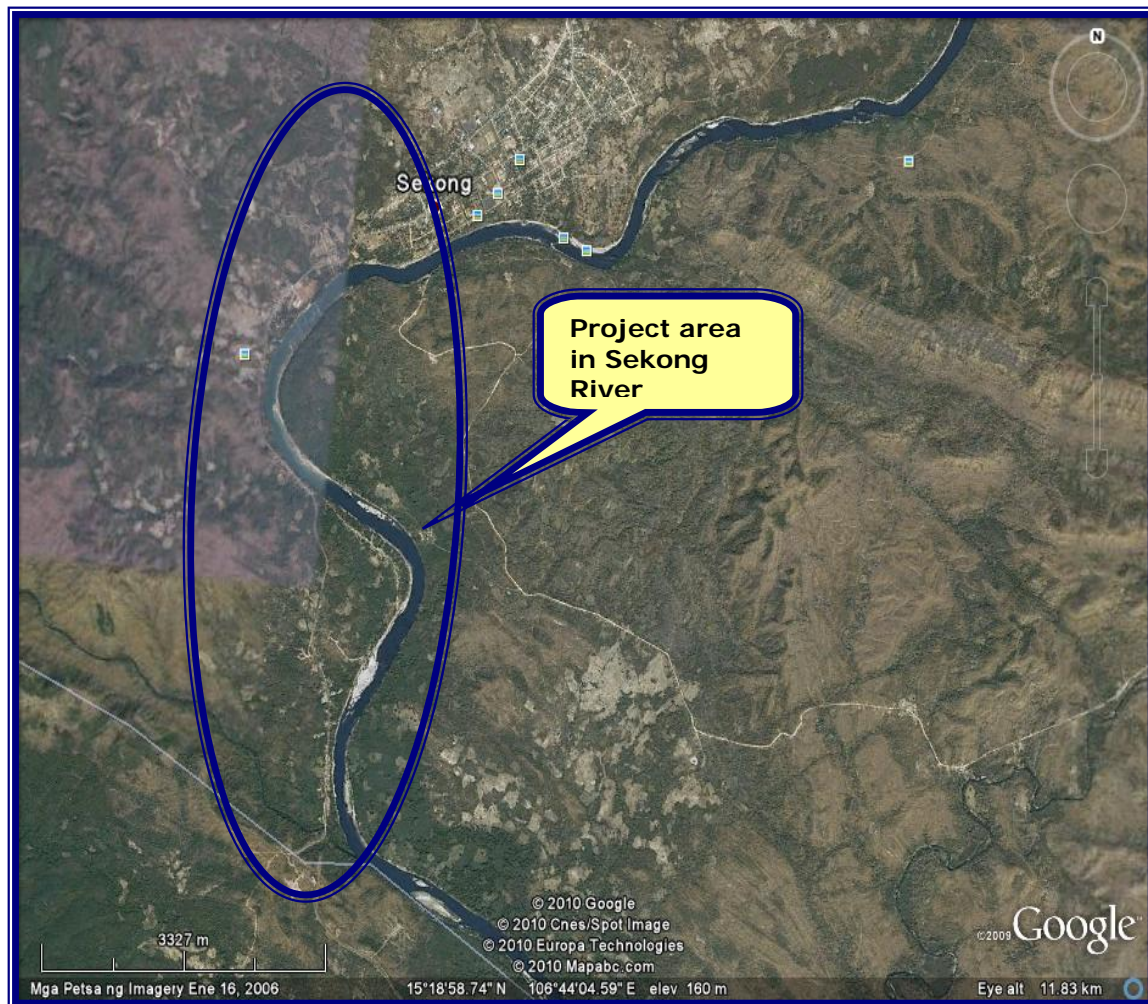 N
Sekong
Project area
in Sekong
River
© 2010 Google
© 2010 Cnes/Spot Image
© 2010 Europa Technologies
© 2010 Mapabc.com
©2009 Google™
3327 m
Mga Petsa ng Imagery Ene 16, 2006 15°18'58.74" N 106°44'04.59" E elev 160 m Eye alt 11.83 km